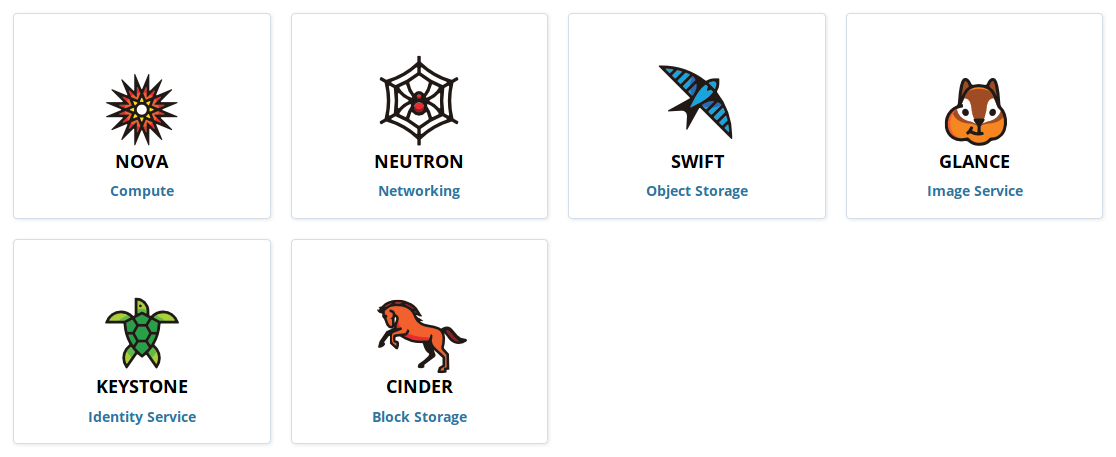 NOVA
Compute
NEUTRON
Networking
SWIFT
Object Storage
GLANCE
Image Service
KEYSTONE
Identity Service
CINDER
Block Storage